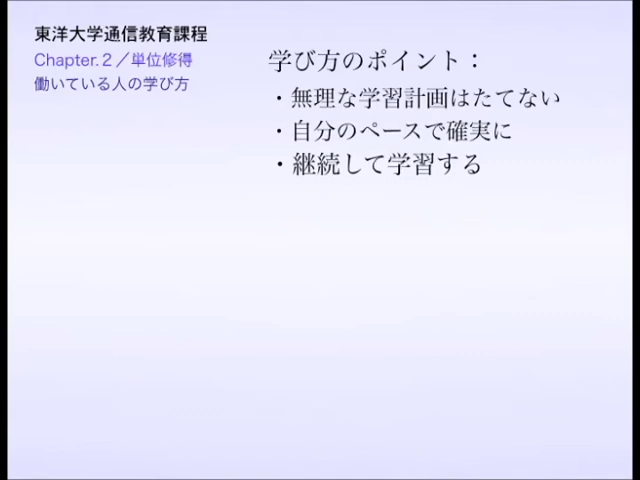 東洋大学通信教育課程
Chapter.２／単位修得
働いている人の学び方
学び方のポイント：
・無理な学習計画はたてない
・自分のペースで確実に
・継続して学習する